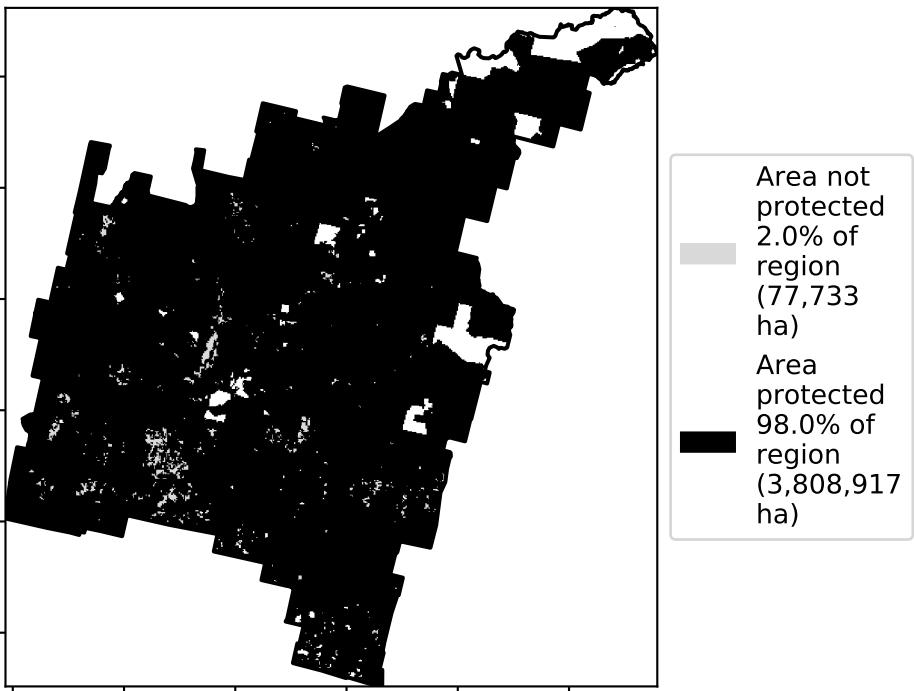 Area not
protected
2.0% of
region
(77,733
ha)
Area
protected
98.0% of
region
(3,808,917
ha)